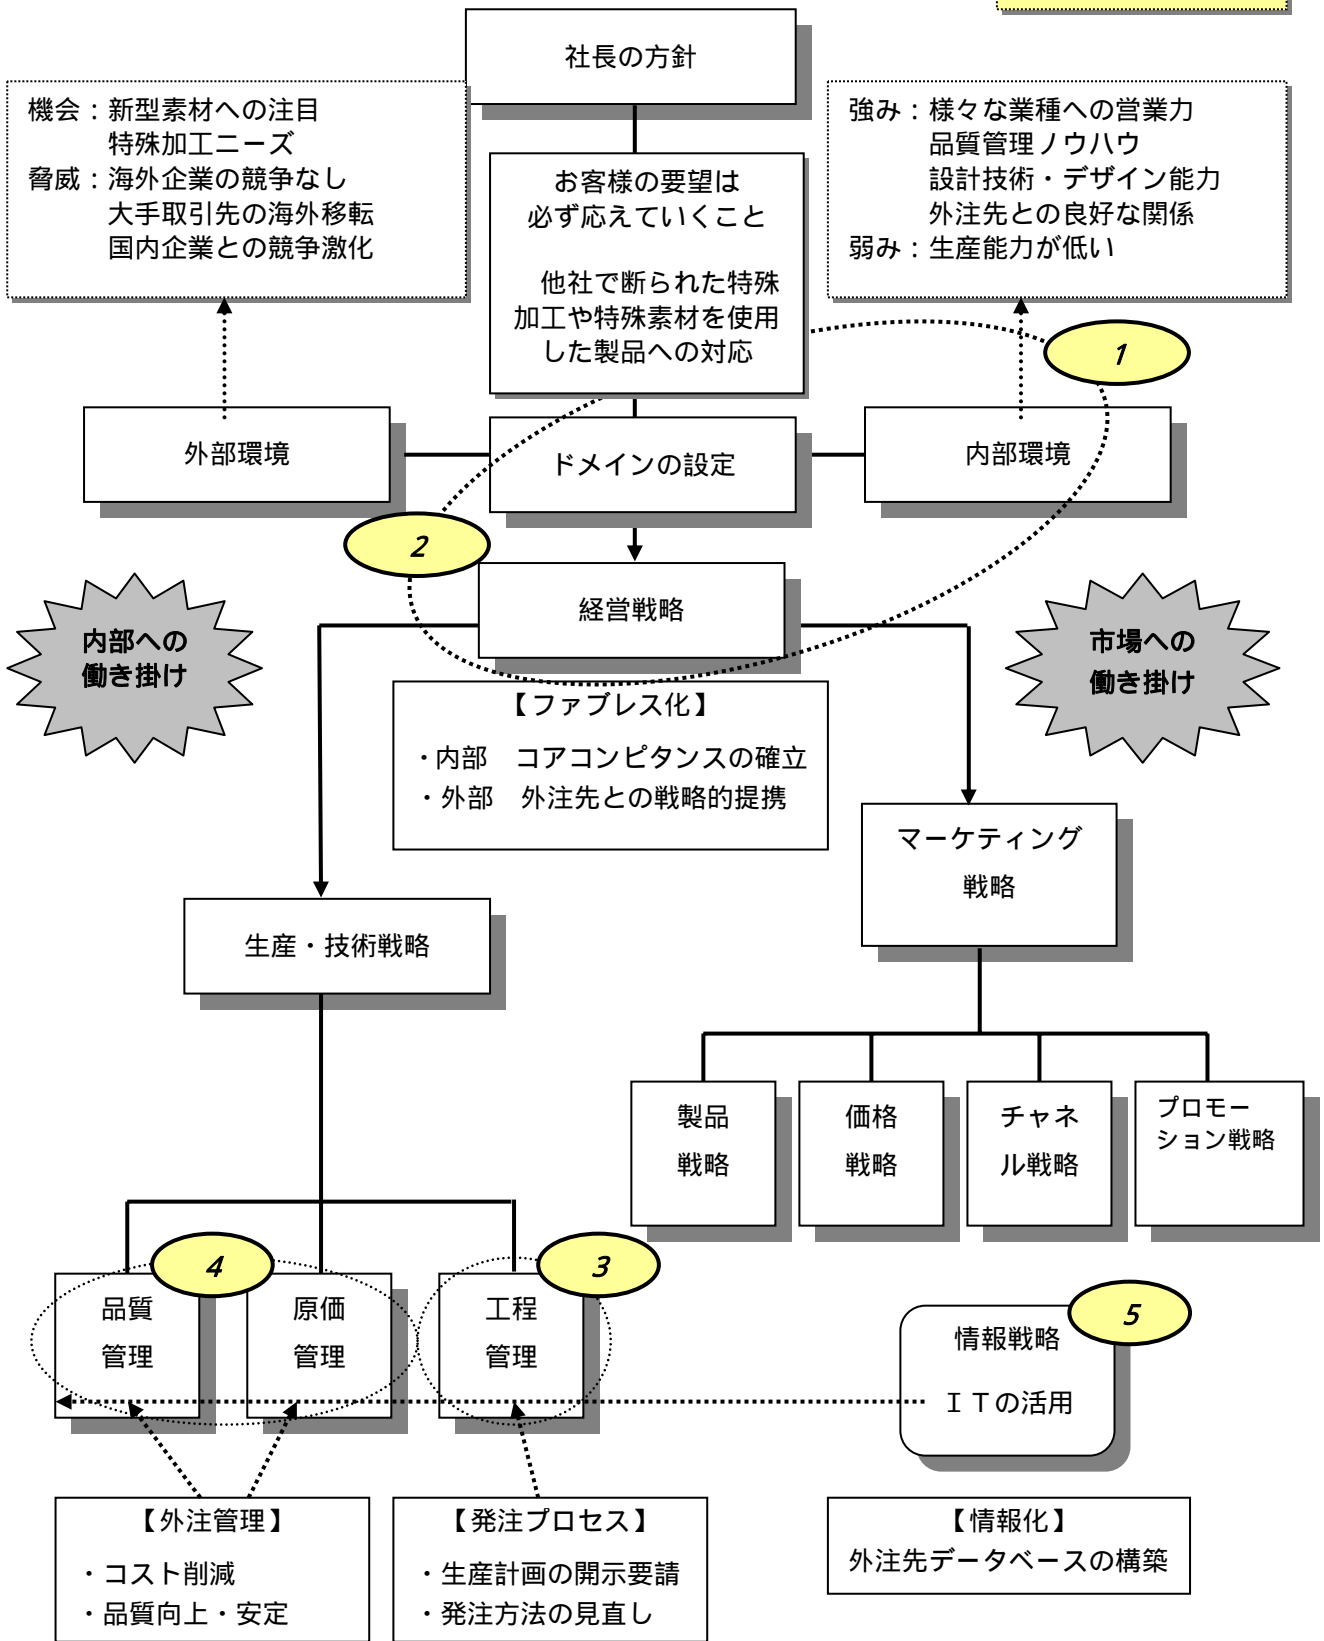 社長の方針
機会：新型素材への注目
特殊加工ニーズ
脅威：海外企業の競争なし
大手取引先の海外移転
国内企業との競争激化
お客様の要望は
必ず応えていくこと
他社で断られた特殊
加工や特殊素材を使用
した製品への対応
強み：様々な業種への営業力
品質管理ノウハウ
設計技術・デザイン能力
外注先との良好な関係
弱み：生産能力が低い
1
外部環境
ドメインの設定
内部環境
2
経営戦略
内部への
働き掛け
市場への
働き掛け
【ファブレス化】
・内部　コアコンピタンスの確立
・外部　外注先との戦略的提携
マーケティング
戦略
生産・技術戦略
製品
戦略
価格
戦略
チャネ
ル戦略
プロモー
ション戦略
4
3
品質
管理
原価
管理
工程
管理
5
情報戦略
ＩＴの活用
【外注管理】
・コスト削減
・品質向上・安定
【発注プロセス】
・生産計画の開示要請
・発注方法の見直し
【情報化】
外注先データベースの構築